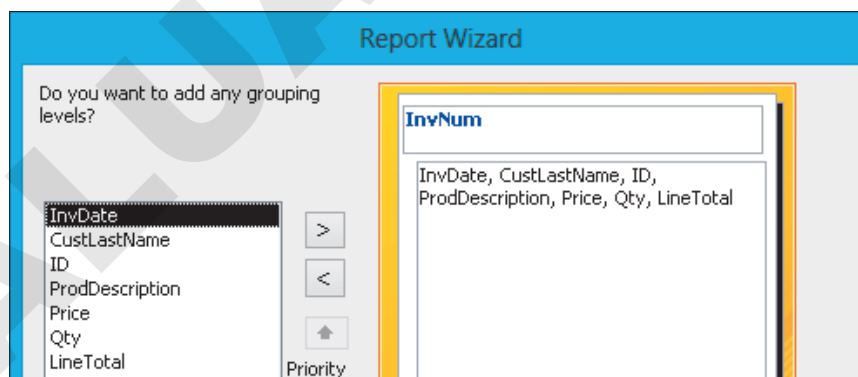 Report Wizard
Do you want to add any grouping
levels?
InvDate
CustLastName
ID
ProdDescription
Price
Qty
LineTotal
>
<
Priority
InvNum
InvDate, CustLastName, ID,
ProdDescription, Price, Qty, LineTotal